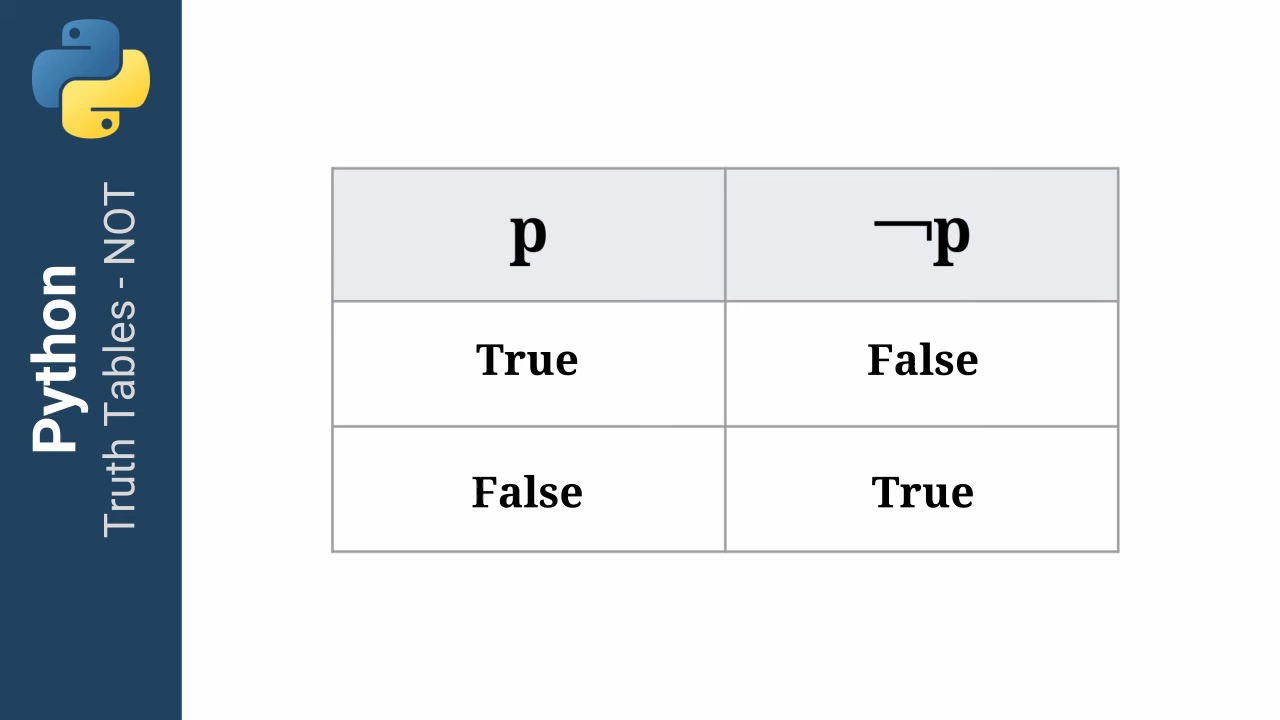 Python
Truth Tables - NOT
p ¬p
True False
False True